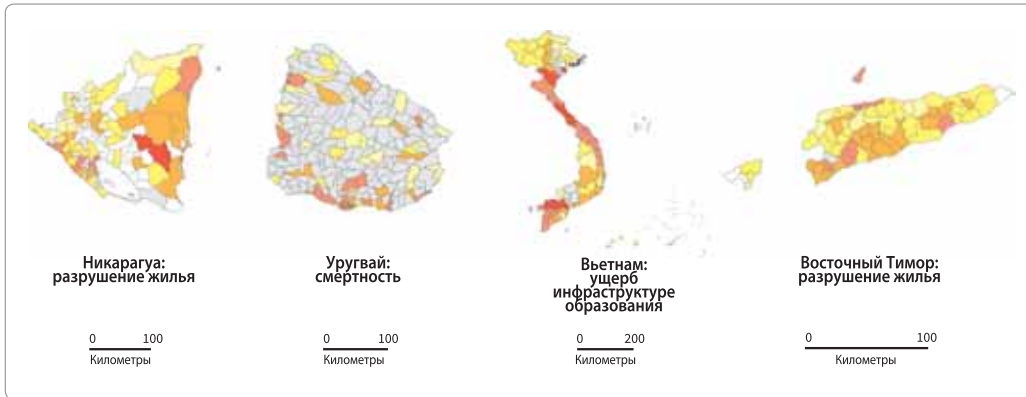 Никарагуа:
разрушение жилья
0 100
Километры
Уругвай:
смертность
0 100
Километры
Вьетнам:
ущерб
инфраструктуре
образования
0 200
Километры
Восточный Тимор:
разрушение жилья
0 100
Километры